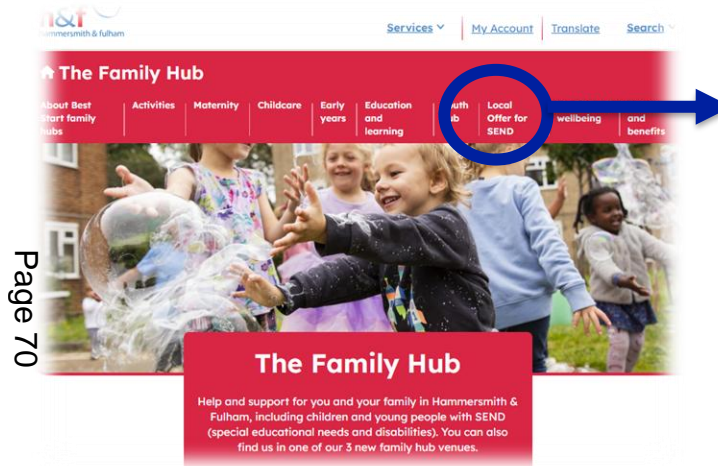 h&f
hammersmith & fulham
Services
My Account
Translate
Search
The Family Hub
About Best
Start family
hubs
Activities
Maternity
Childcare
Early
years
Education
and
learning
Local
Offer for
SEND
wellbeing
and
benefits
Page 70
The Family Hub
Help and support for you and your family in Hammersmith &
Fulham, including children and young people with SEND
(special educational needs and disabilities). You can also
find us in one of our 3 new family hub venues.